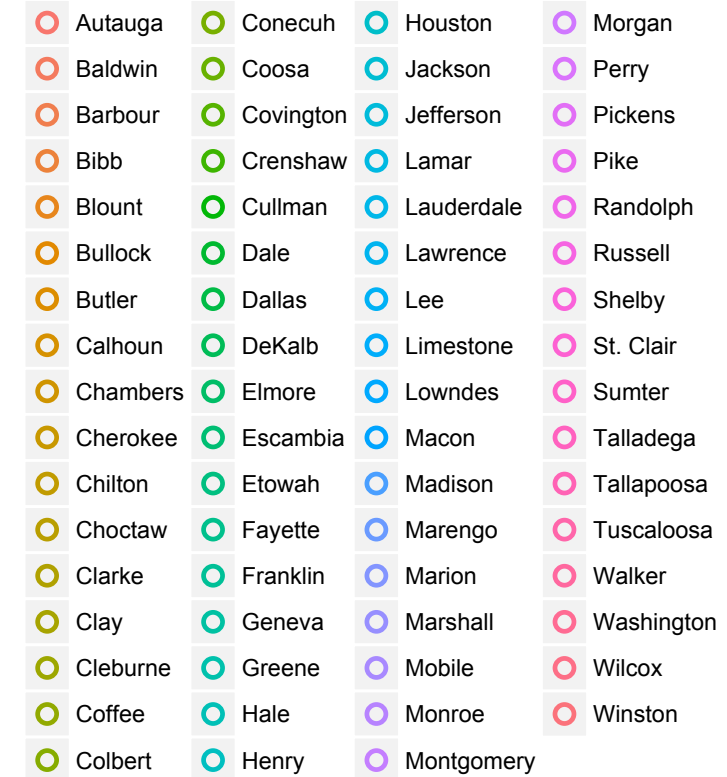 Autauga
Baldwin
Barbour
Bibb
Blount
Bullock
Butler
Calhoun
Chambers
Cherokee
Chilton
Choctaw
Clarke
Clay
Cleburne
Coffee
Colbert
Conecuh
Coosa
Covington
Crenshaw
Cullman
Dale
Dallas
DeKalb
Elmore
Escambia
Etowah
Fayette
Franklin
Geneva
Greene
Hale
Henry
Houston
Jackson
Jefferson
Lamar
Lauderdale
Lawrence
Lee
Limestone
Lowndes
Macon
Madison
Marengo
Marion
Marshall
Mobile
Monroe
Montgomery
Morgan
Perry
Pickens
Pike
Randolph
Russell
Shelby
St. Clair
Sumter
Talladega
Tallapoosa
Tuscaloosa
Walker
Washington
Wilcox
Winston